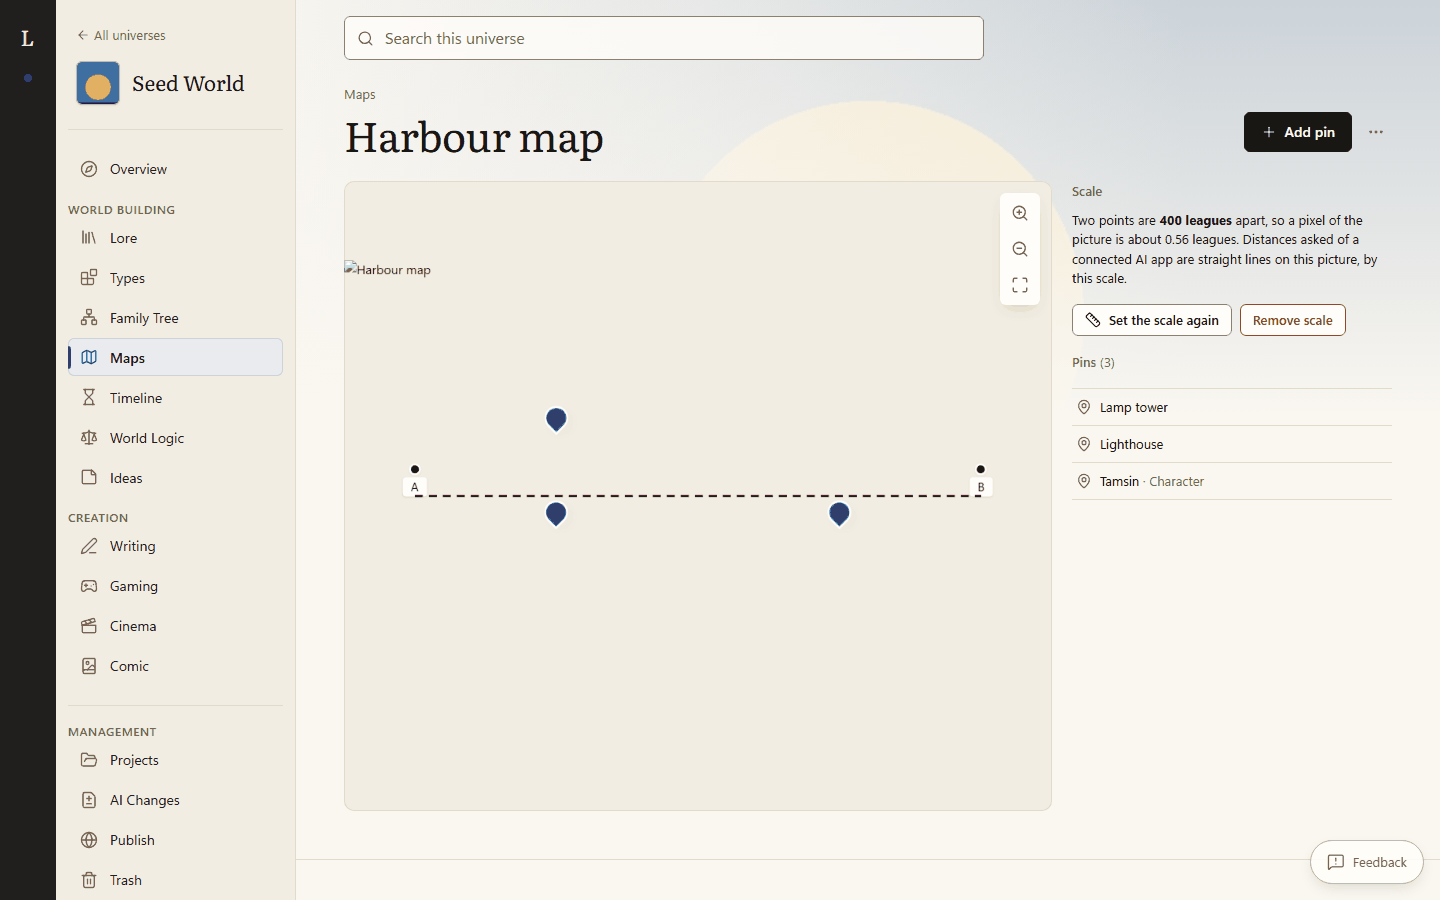 L
All universes
Seed World
Overview
WORLD BUILDING
Lore
Types
Family Tree
Maps
Timeline
World Logic
Ideas
CREATION
Writing
Gaming
Cinema
Comic
MANAGEMENT
Projects
AI Changes
Publish
Trash
Search this universe
Maps
Harbour map
Add pin
Harbour map
A
B
Scale
Two points are 400 leagues apart, so a pixel of the
picture is about 0.56 leagues. Distances asked of a
connected AI app are straight lines on this picture, by
this scale.
Set the scale again
Remove scale
Pins (3)
Lamp tower
Lighthouse
Tamsin · Character
Feedback